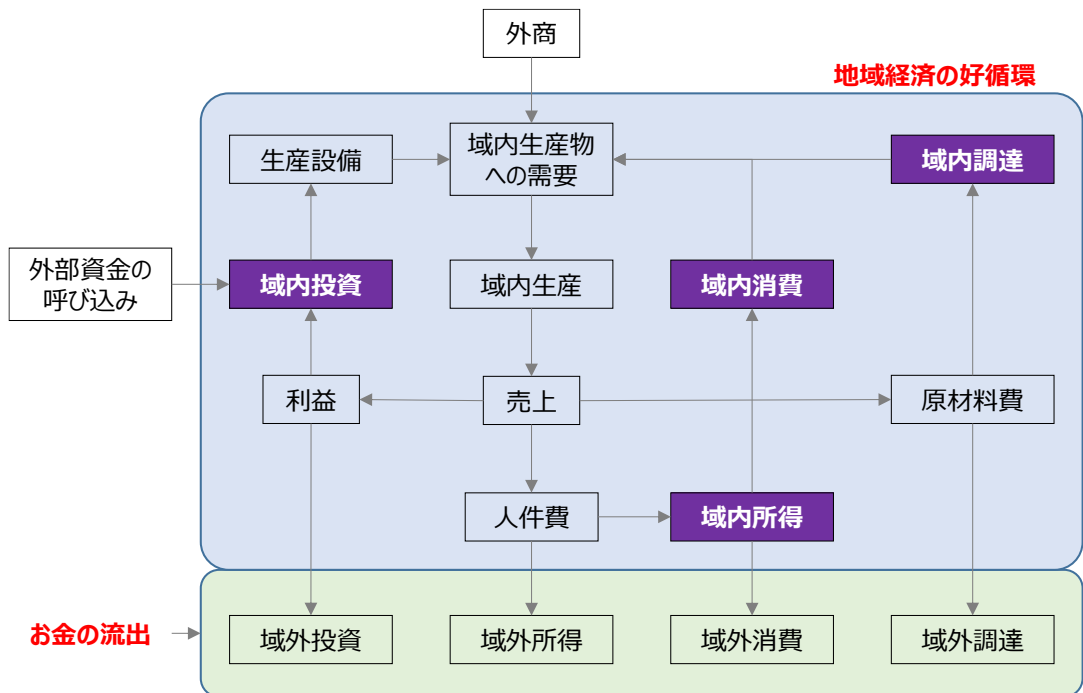 外商
地域経済の好循環
生産設備
域内生産物
への需要
域内調達
外部資金の
呼び込み
域内投資
域内生産
域内消費
利益
売上
原材料費
人件費
域内所得
お金の流出
域外投資
域外所得
域外消費
域外調達